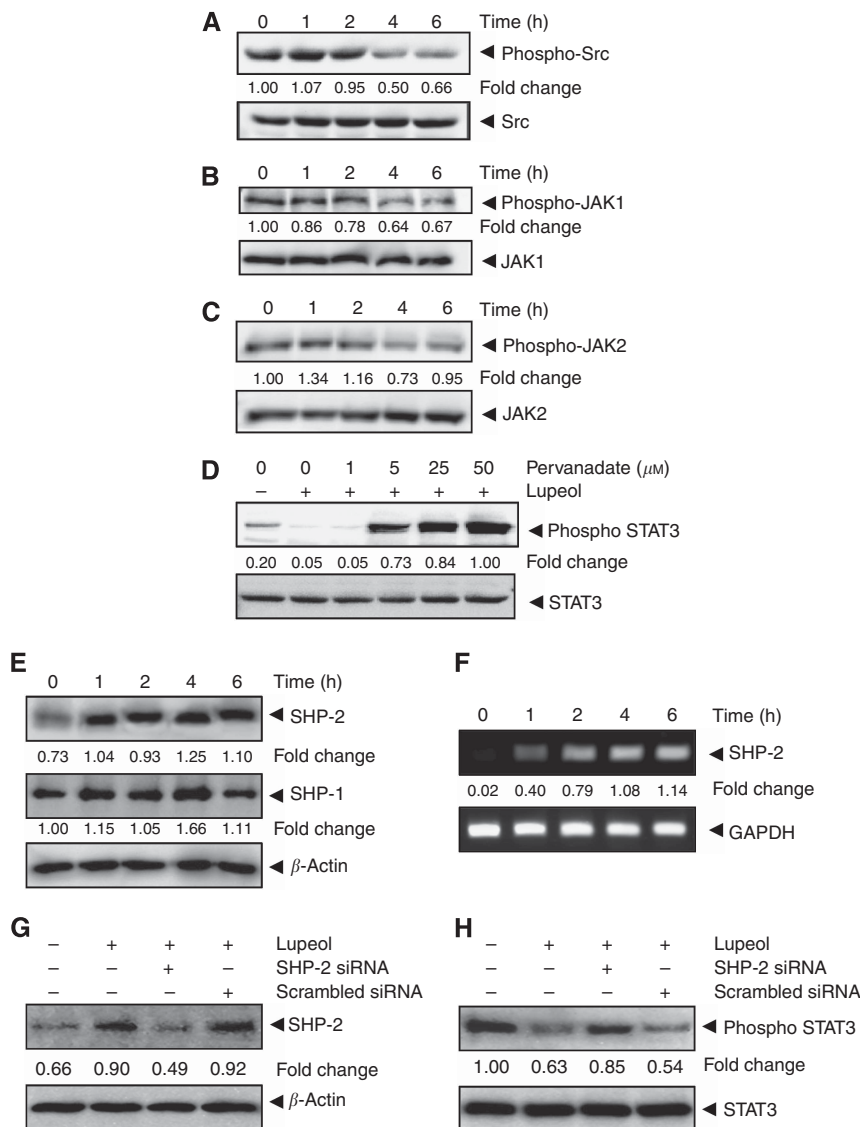 A
0 1 2 4 6 Time (h)
◄ Phospho-Src
1.00 1.07 0.95 0.50 0.66 Fold change
◄ Src
B
0 1 2 4 6 Time (h)
◄ Phospho-JAK1
1.00 0.86 0.78 0.64 0.67 Fold change
◄ JAK1
C
0 1 2 4 6 Time (h)
◄ Phospho-JAK2
1.00 1.34 1.16 0.73 0.95 Fold change
◄ JAK2
D
0 0 1 5 25 50 Pervanadate (μM)
– + + + + + Lupeol
◄ Phospho STAT3
0.20 0.05 0.05 0.73 0.84 1.00 Fold change
◄ STAT3
E
0 1 2 4 6 Time (h)
◄ SHP-2
0.73 1.04 0.93 1.25 1.10 Fold change
◄ SHP-1
1.00 1.15 1.05 1.66 1.11 Fold change
◄ β-Actin
F
0 1 2 4 6 Time (h)
◄ SHP-2
0.02 0.40 0.79 1.08 1.14 Fold change
◄ GAPDH
G
– + + + Lupeol
– – + – SHP-2 siRNA
– – – + Scrambled siRNA
◄ SHP-2
0.66 0.90 0.49 0.92 Fold change
◄ β-Actin
H
– + + + Lupeol
– – + – SHP-2 siRNA
– – – + Scrambled siRNA
◄ Phospho STAT3
1.00 0.63 0.85 0.54 Fold change
◄ STAT3